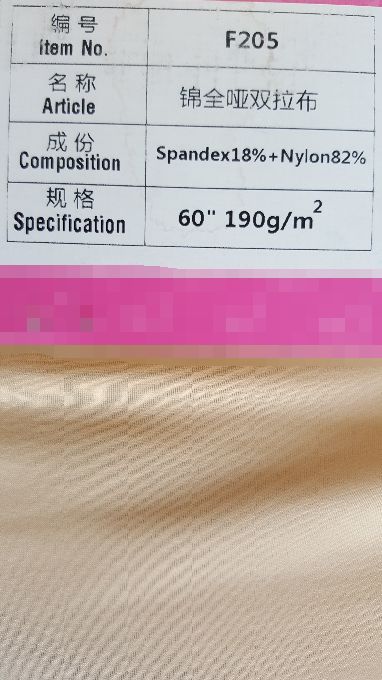 编号
Item No.
F205
名称
Article
锦全哑双拉布
成份
Composition
Spandex18%+Nylon82%
规格
Specification
60" 190g/m²